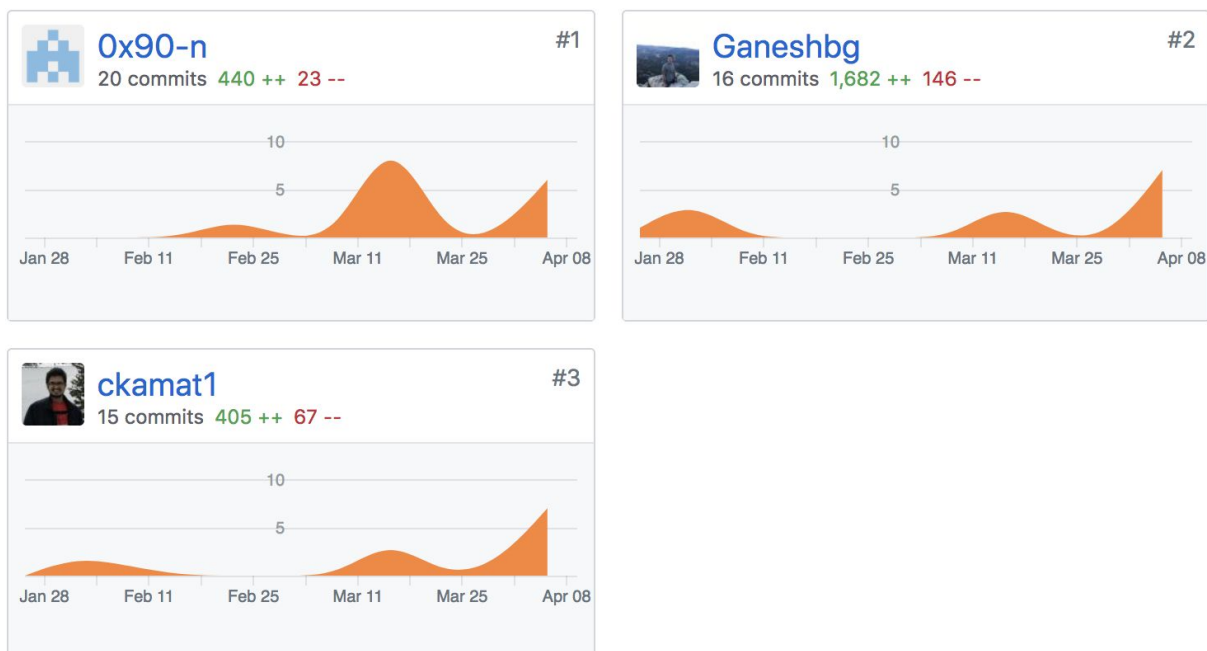 0x90-n #1
20 commits 440 ++ 23 --
10
5
Jan 28 Feb 11 Feb 25 Mar 11 Mar 25 Apr 08
Ganeshbg #2
16 commits 1,682 ++ 146 --
10
5
Jan 28 Feb 11 Feb 25 Mar 11 Mar 25 Apr 08
ckamat1 #3
15 commits 405 ++ 67 --
10
5
Jan 28 Feb 11 Feb 25 Mar 11 Mar 25 Apr 08